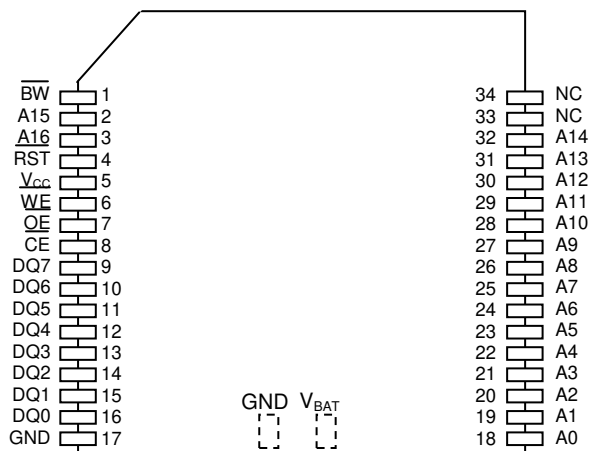 BW 1 34 NC
A15 2 33 NC
A16 3 32 A14
RST 4 31 A13
VCC 5 30 A12
WE 6 29 A11
OE 7 28 A10
CE 8 27 A9
DQ7 9 26 A8
DQ6 10 25 A7
DQ5 11 24 A6
DQ4 12 23 A5
DQ3 13 22 A4
DQ2 14 21 A3
DQ1 15 20 A2
DQ0 16 19 A1
GND 17 18 A0
GND VBAT